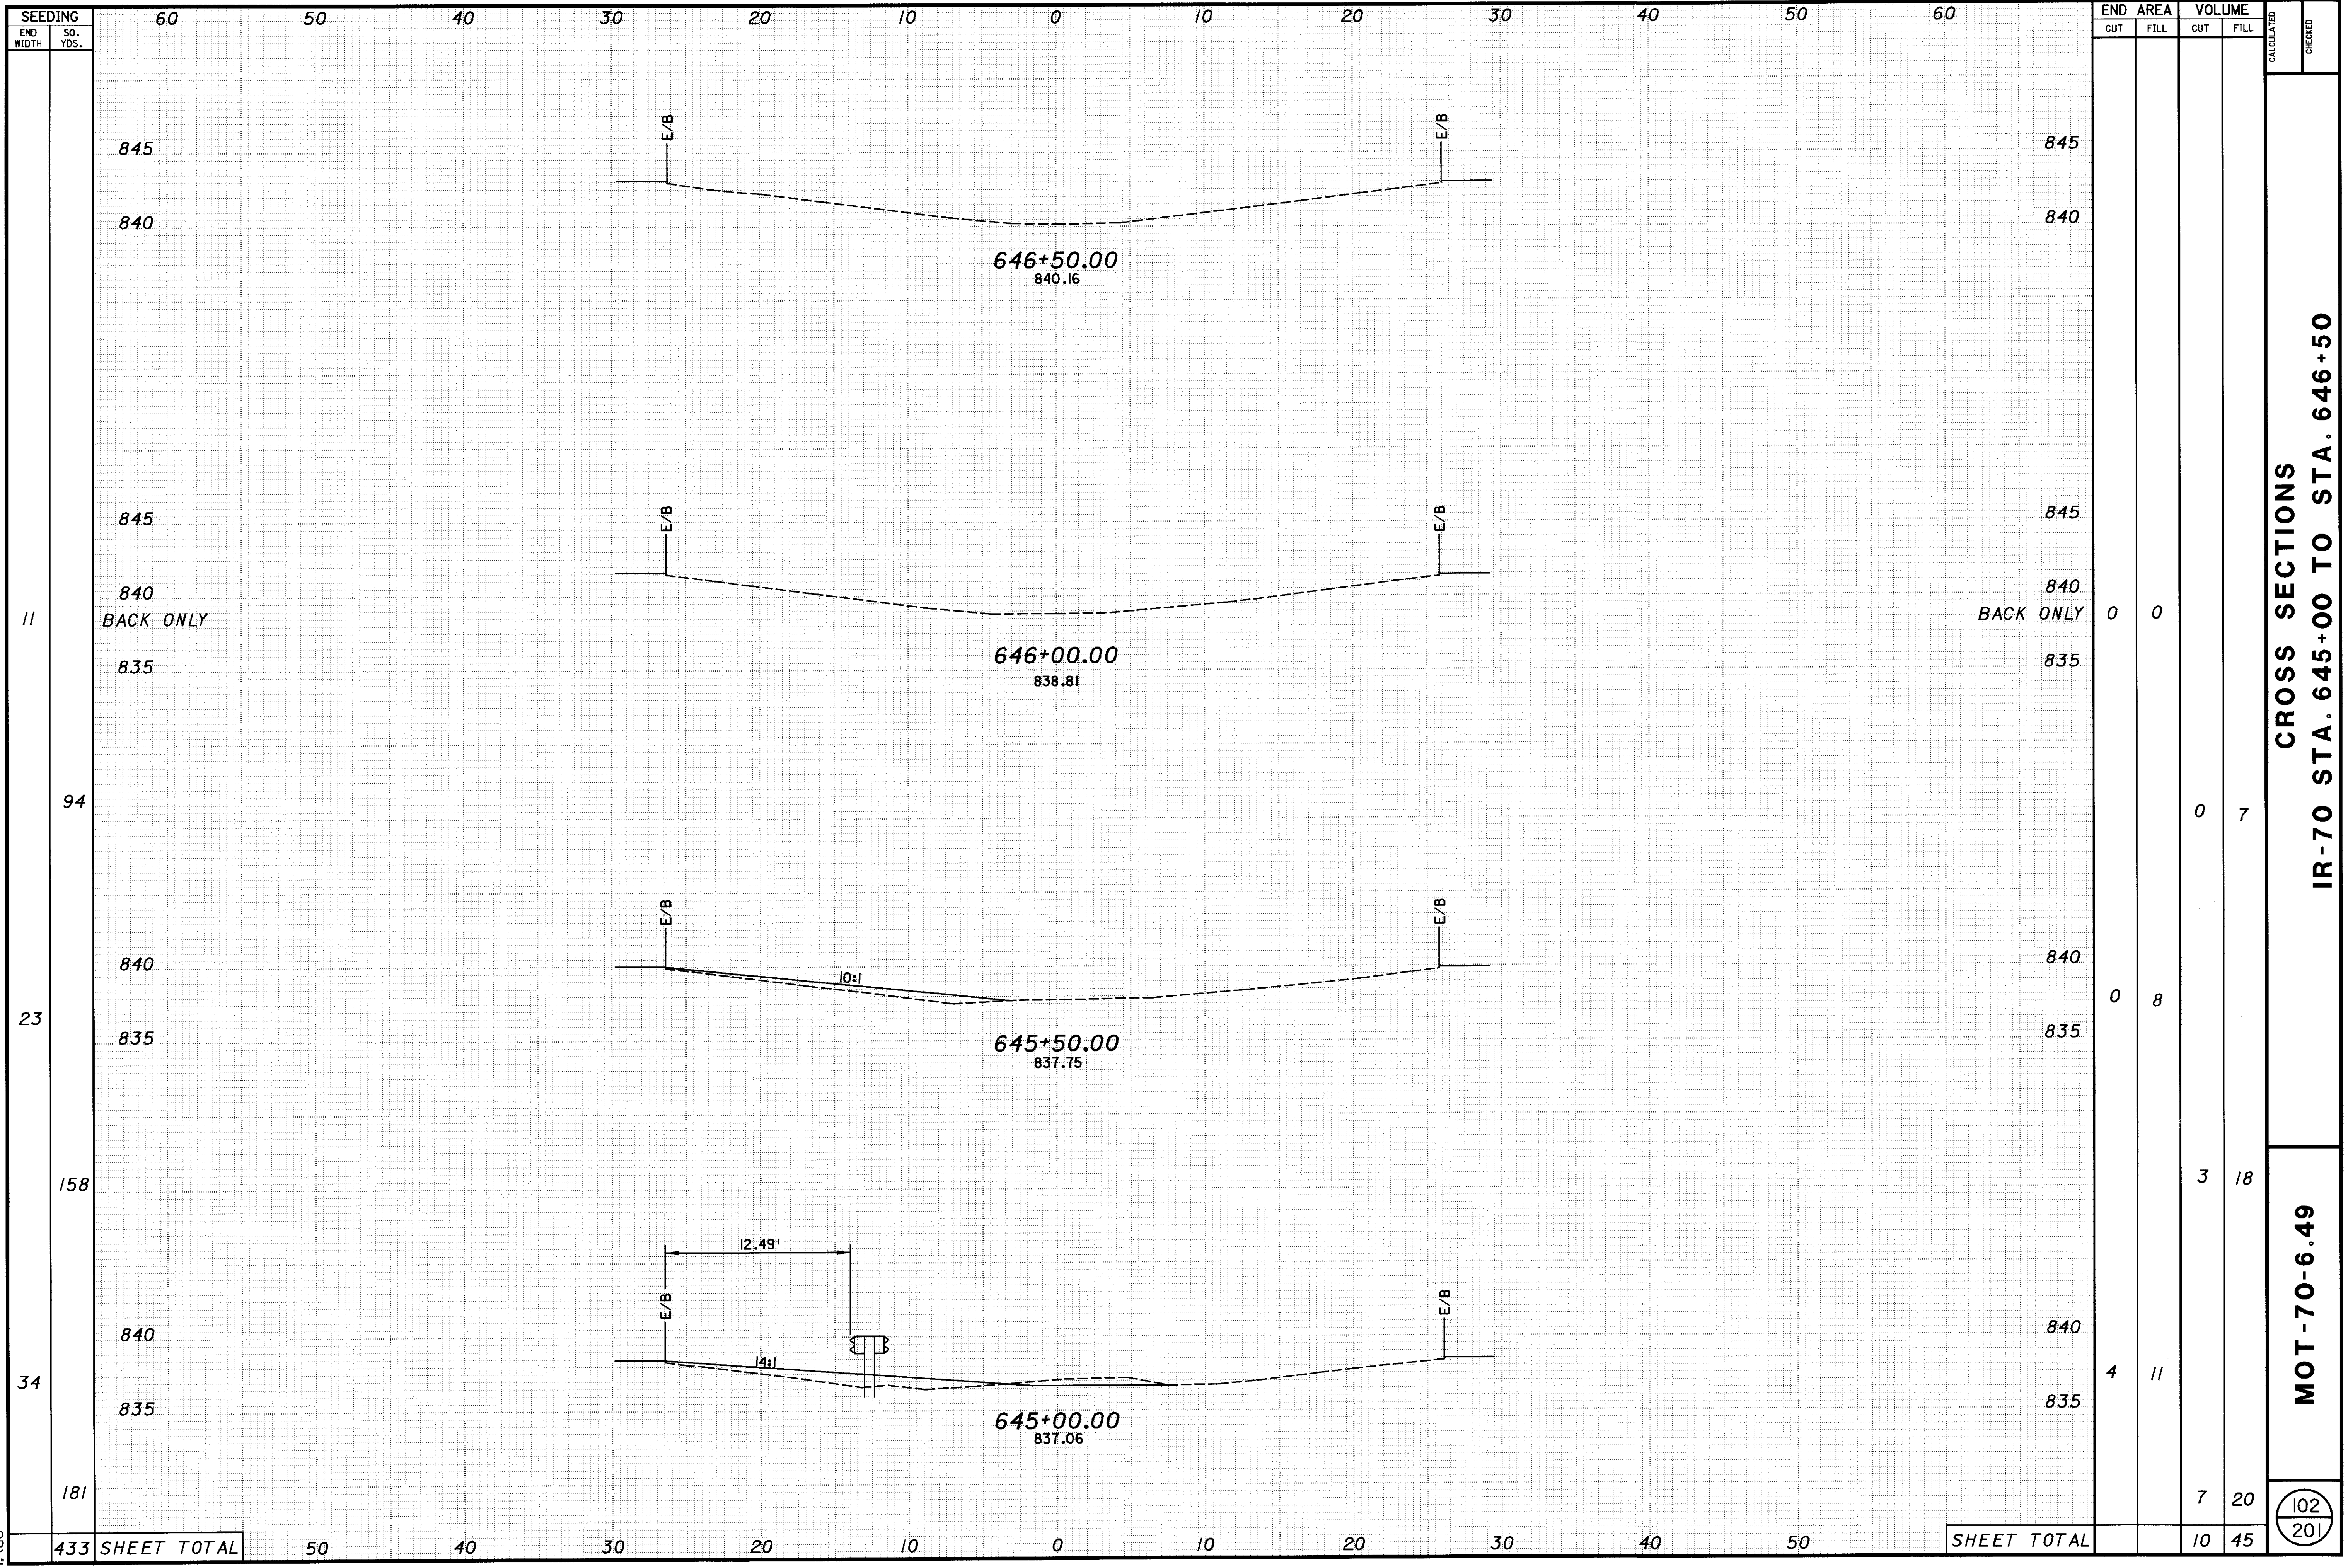 SEEDING
END WIDTH
SQ. YDS.
60 50 40 30 20 10 0 10 20 30 40 50 60
END AREA
VOLUME
CUT FILL CUT FILL
CALCULATED
CHECKED
E/B E/B
845 845
840 840
646+50.00
840.16
E/B E/B
845 845
840 840
11 BACK ONLY BACK ONLY 0 0
646+00.00
835 835
838.81
94 0 7
E/B E/B
840 840
10:1
0 8
23
835 645+50.00 835
837.75
158 3 18
12.49'
E/B E/B
840 840
14:1
34 4 11
835 835
645+00.00
837.06
181 7 20
433 SHEET TOTAL 50 40 30 20 10 0 10 20 30 40 50 SHEET TOTAL 10 45
CROSS SECTIONS
IR-70 STA. 645+00 TO STA. 646+50
MOT-70-6.49
102
201